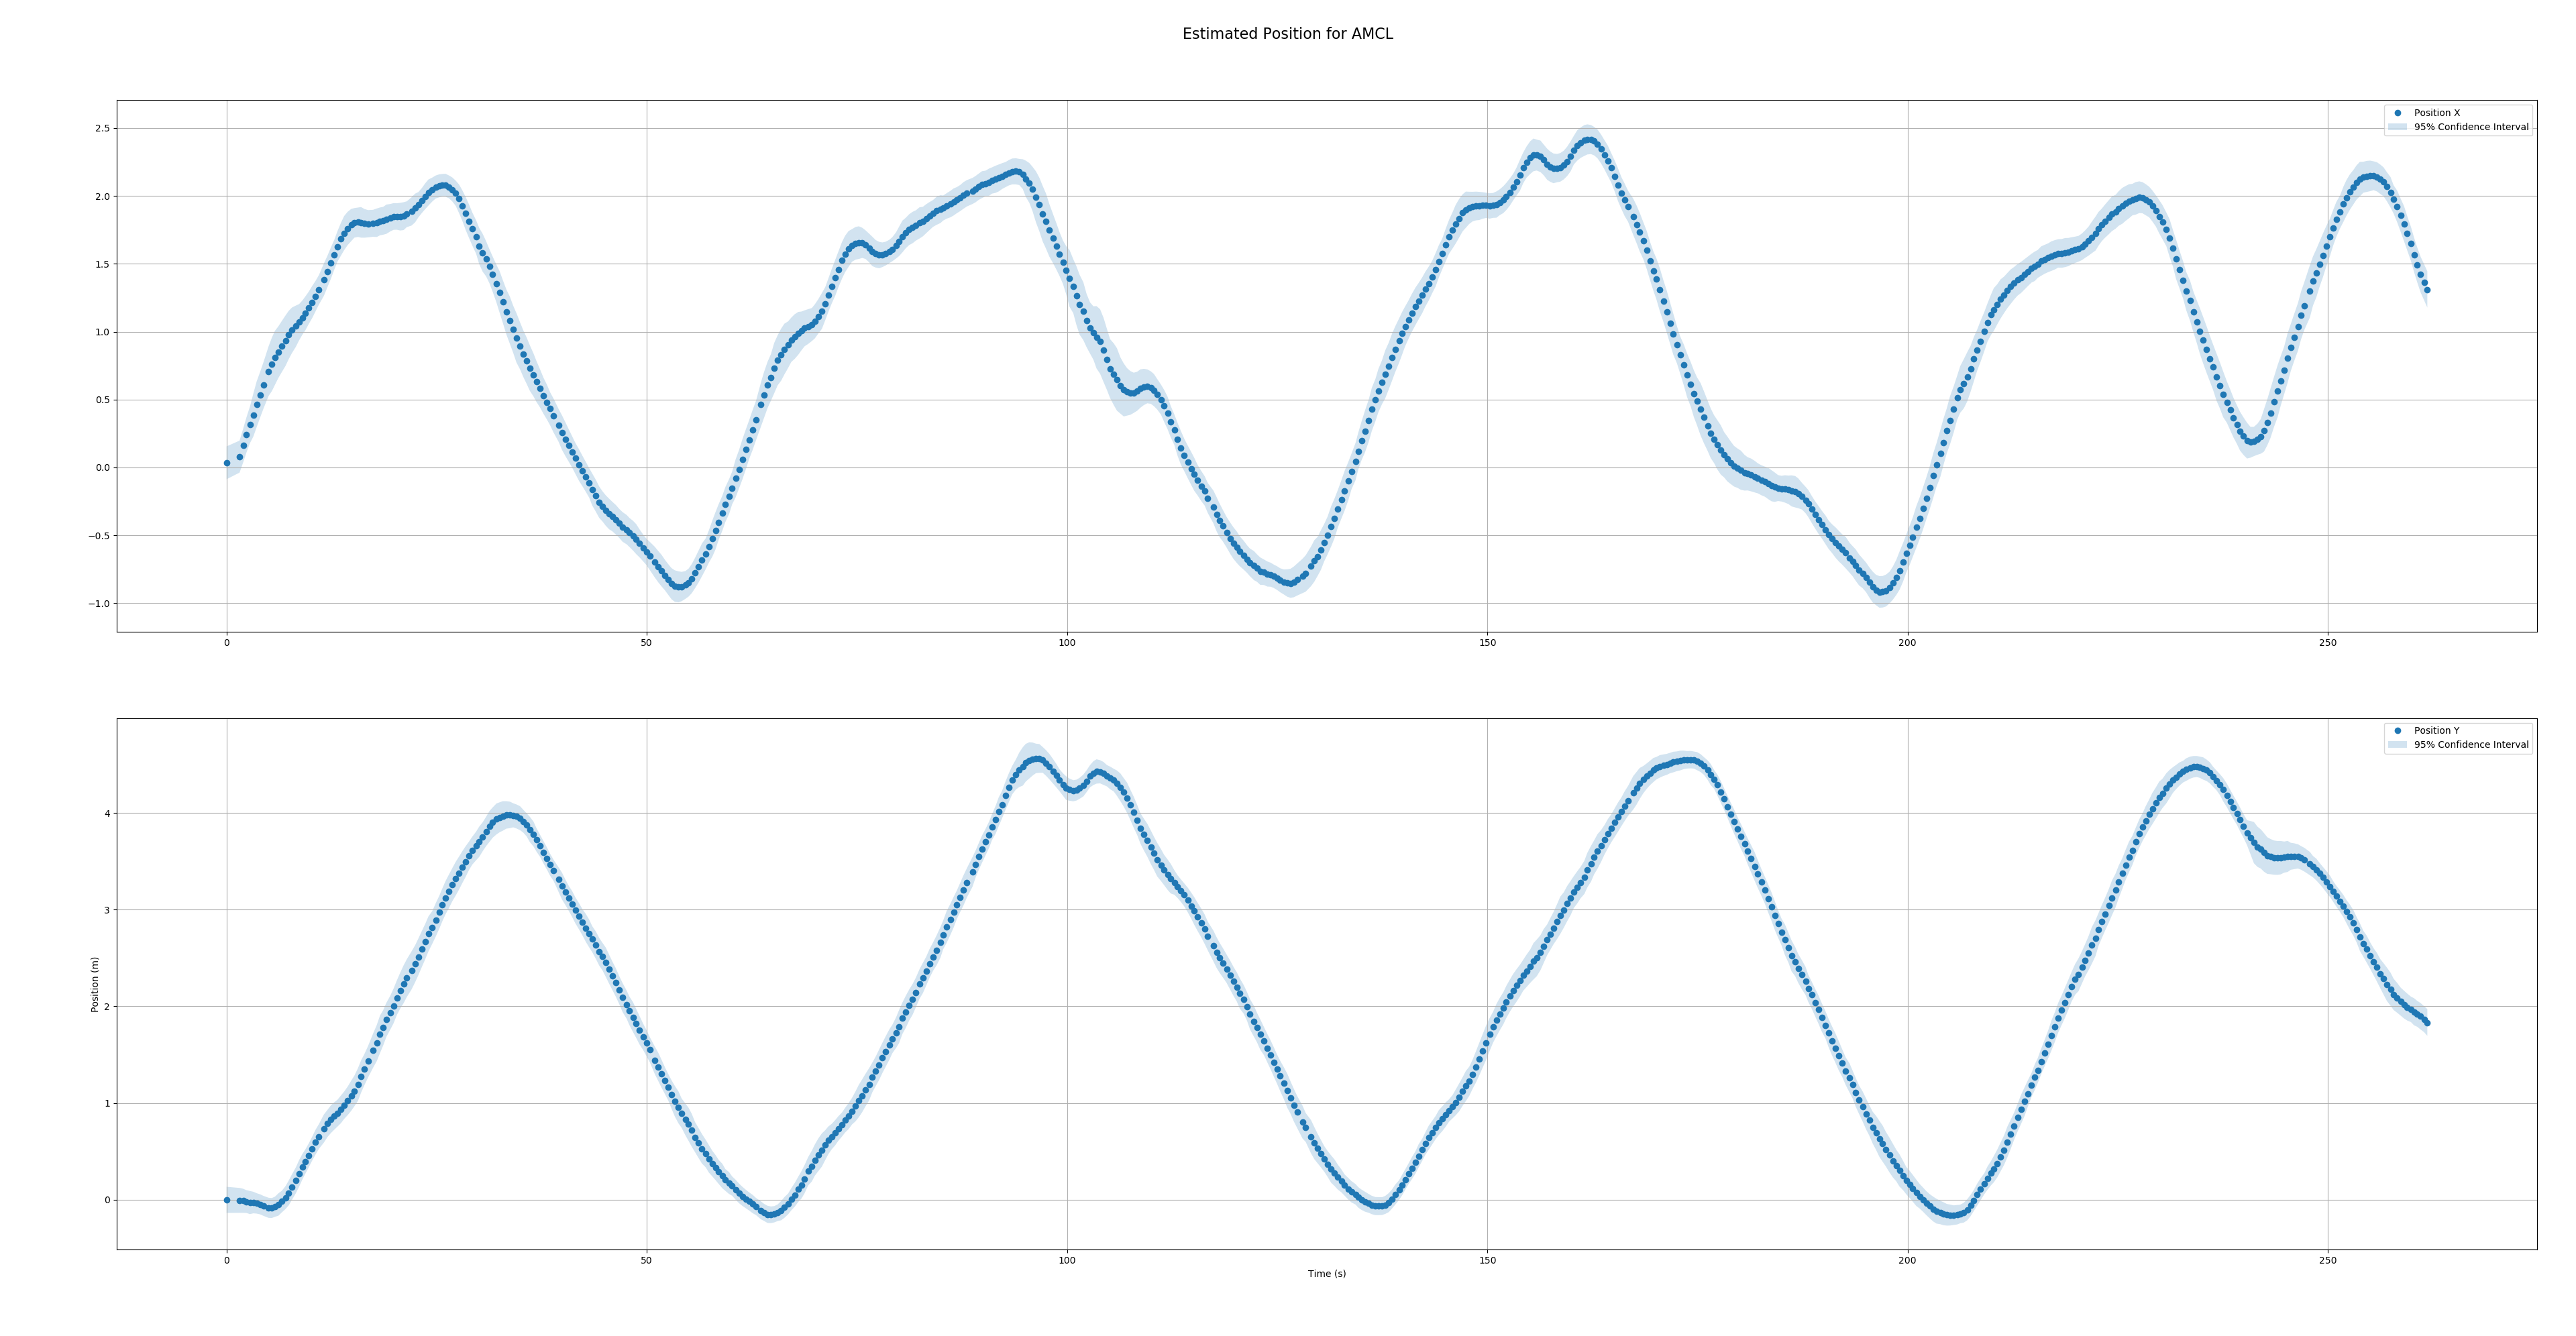 Estimated Position for AMCL
Position X
95% Confidence Interval
2.5
2.0
1.5
1.0
0.5
0.0
−0.5
−1.0
0 50 100 150 200 250
Position Y
95% Confidence Interval
4
3
2
1
0
Position (m)
0 50 100 150 200 250
Time (s)